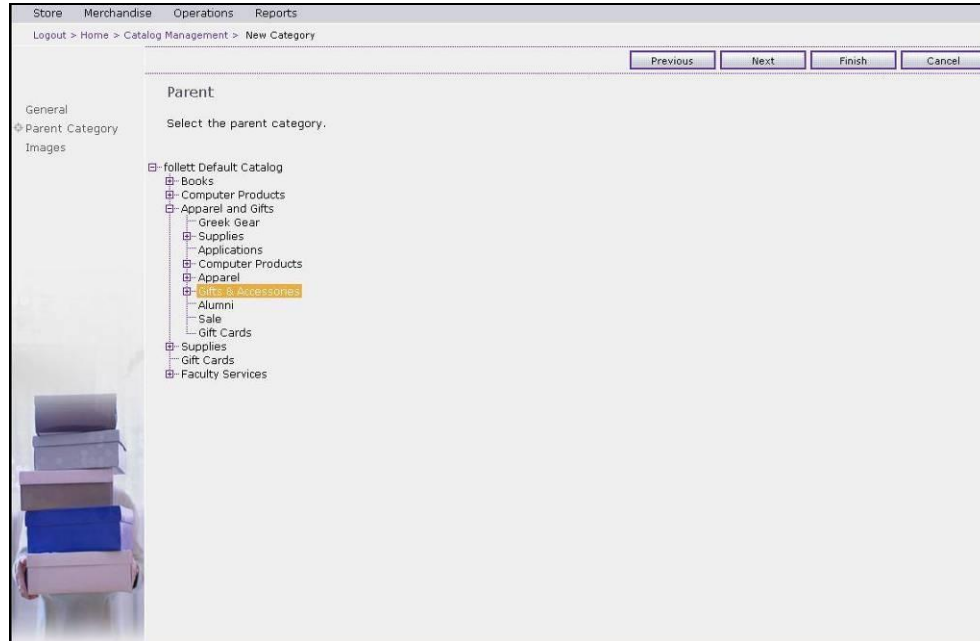 Store Merchandise Operations Reports
Logout > Home > Catalog Management > New Category
Previous Next Finish Cancel
General
Parent Category
Images
Parent
Select the parent category.
follett Default Catalog
Books
Computer Products
Apparel and Gifts
Greek Gear
Supplies
Applications
Computer Products
Apparel
Gifts & Accessories
Alumni
Sale
Gift Cards
Supplies
Gift Cards
Faculty Services